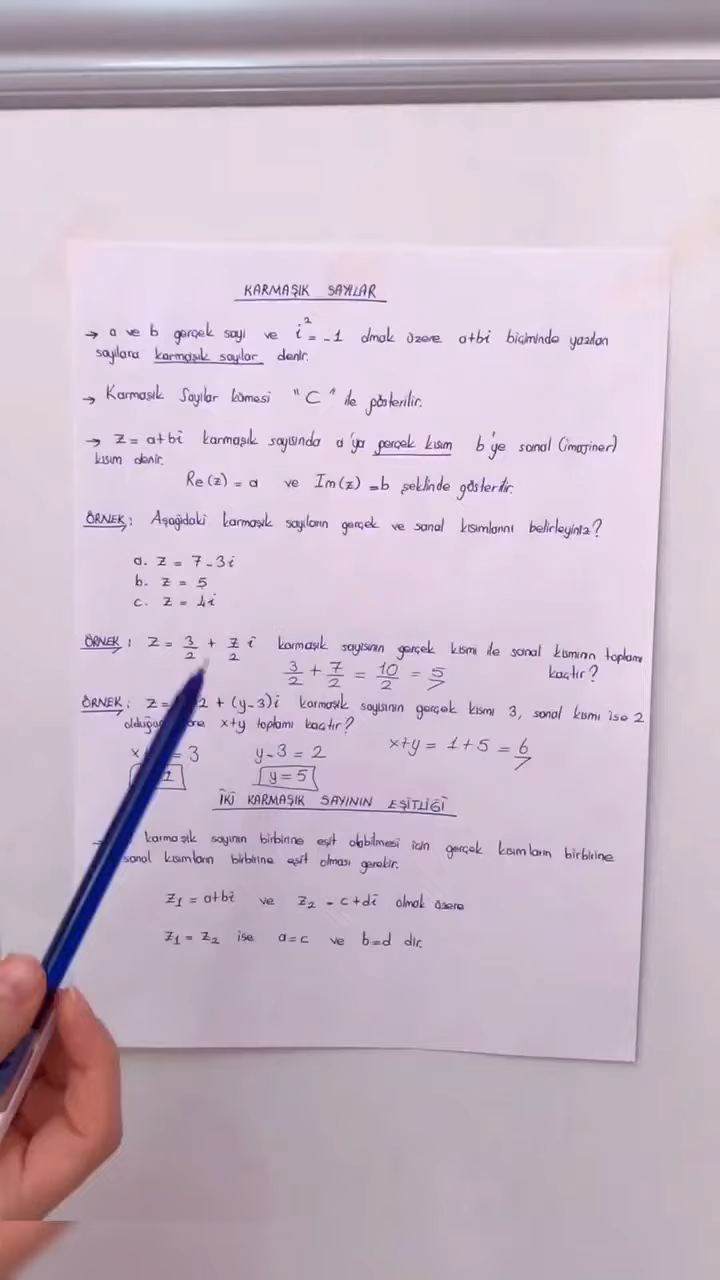 KARMAŞIK SAYILAR
→ a ve b gerçek sayı ve i² = -1 olmak üzere a+bi biçiminde yazılan
sayılara karmaşık sayılar denir.
→ Karmaşık Sayılar kümesi "C" ile gösterilir.
→ z = a+bi karmaşık sayısında a'ya gerçek kısım b'ye sanal (imajiner)
kısım denir.
Re(z) = a ve Im(z) = b şeklinde gösterilir.
ÖRNEK: Aşağıdaki karmaşık sayıların gerçek ve sanal kısımlarını belirleyiniz?
a. z = 7-3i
b. z = 5
c. z = 4i
ÖRNEK: z = 3/2 + 7/2 i karmaşık sayısının gerçek kısmı ile sanal kısmının toplamı
kaçtır?
3/2 + 7/2 = 10/2 = 5
ÖRNEK: z = 2 + (y-3)i karmaşık sayısının gerçek kısmı 3, sanal kısmı ise 2
x+y toplamı kaçtır?
x = 3 y-3 = 2 x+y = 1+5 = 6
1 y = 5
İKİ KARMAŞIK SAYININ EŞİTLİĞİ
karmaşık sayının birbirine eşit olabilmesi için gerçek kısımların birbirine
sanal kısımların birbirine eşit olması gerekir.
z₁ = a+bi ve z₂ = c+di olmak üzere
z₁ = z₂ ise a=c ve b=d dir.